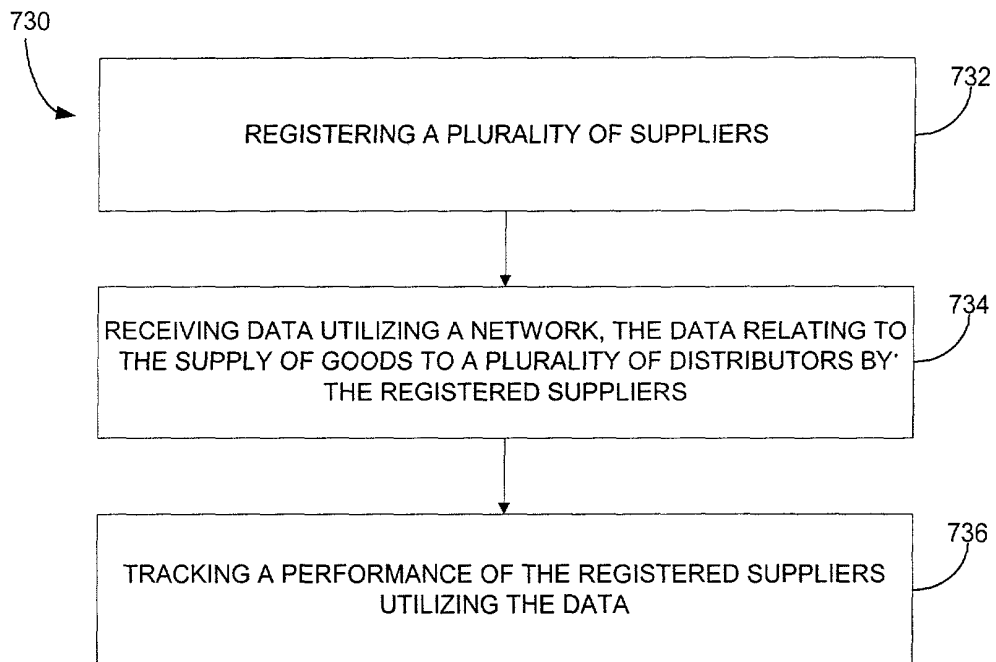 730
732
REGISTERING A PLURALITY OF SUPPLIERS
734
RECEIVING DATA UTILIZING A NETWORK, THE DATA RELATING TO
THE SUPPLY OF GOODS TO A PLURALITY OF DISTRIBUTORS BY
THE REGISTERED SUPPLIERS
736
TRACKING A PERFORMANCE OF THE REGISTERED SUPPLIERS
UTILIZING THE DATA